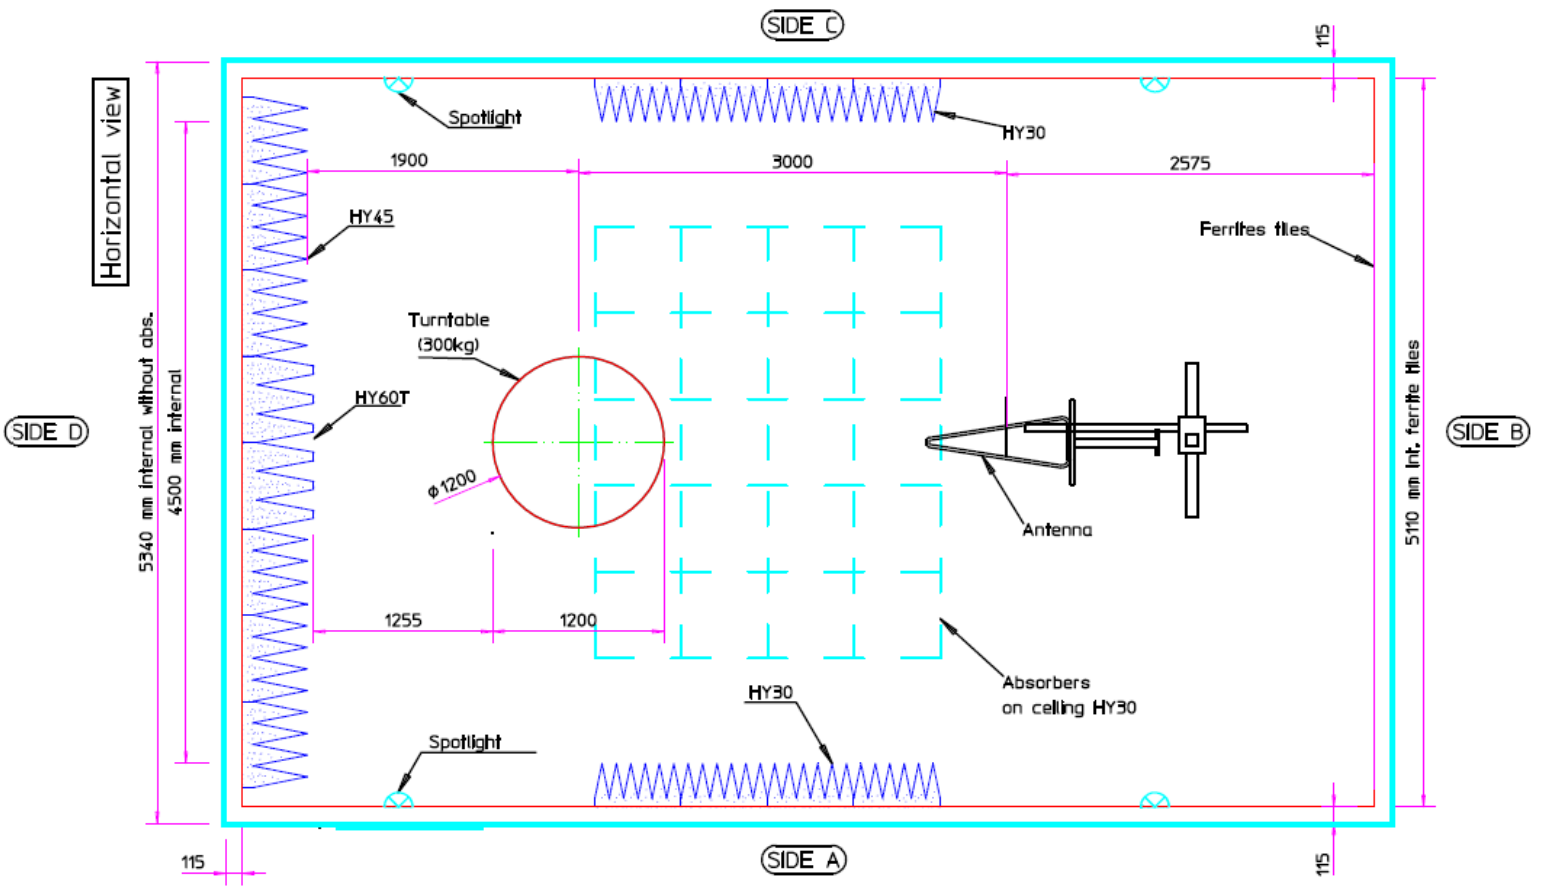 SIDE C
115
Horizontal view
Spotlight
HY30
1900
3000
2575
HY45
Ferrites tiles
Turntable
(300kg)
HY60T
SIDE D
SIDE B
5340 mm internal without abs.
4500 mm internal
5110 mm Int. ferrite tiles
ø1200
Antenna
1255
1200
Absorbers
on ceiling HY30
HY30
Spotlight
115
SIDE A
115